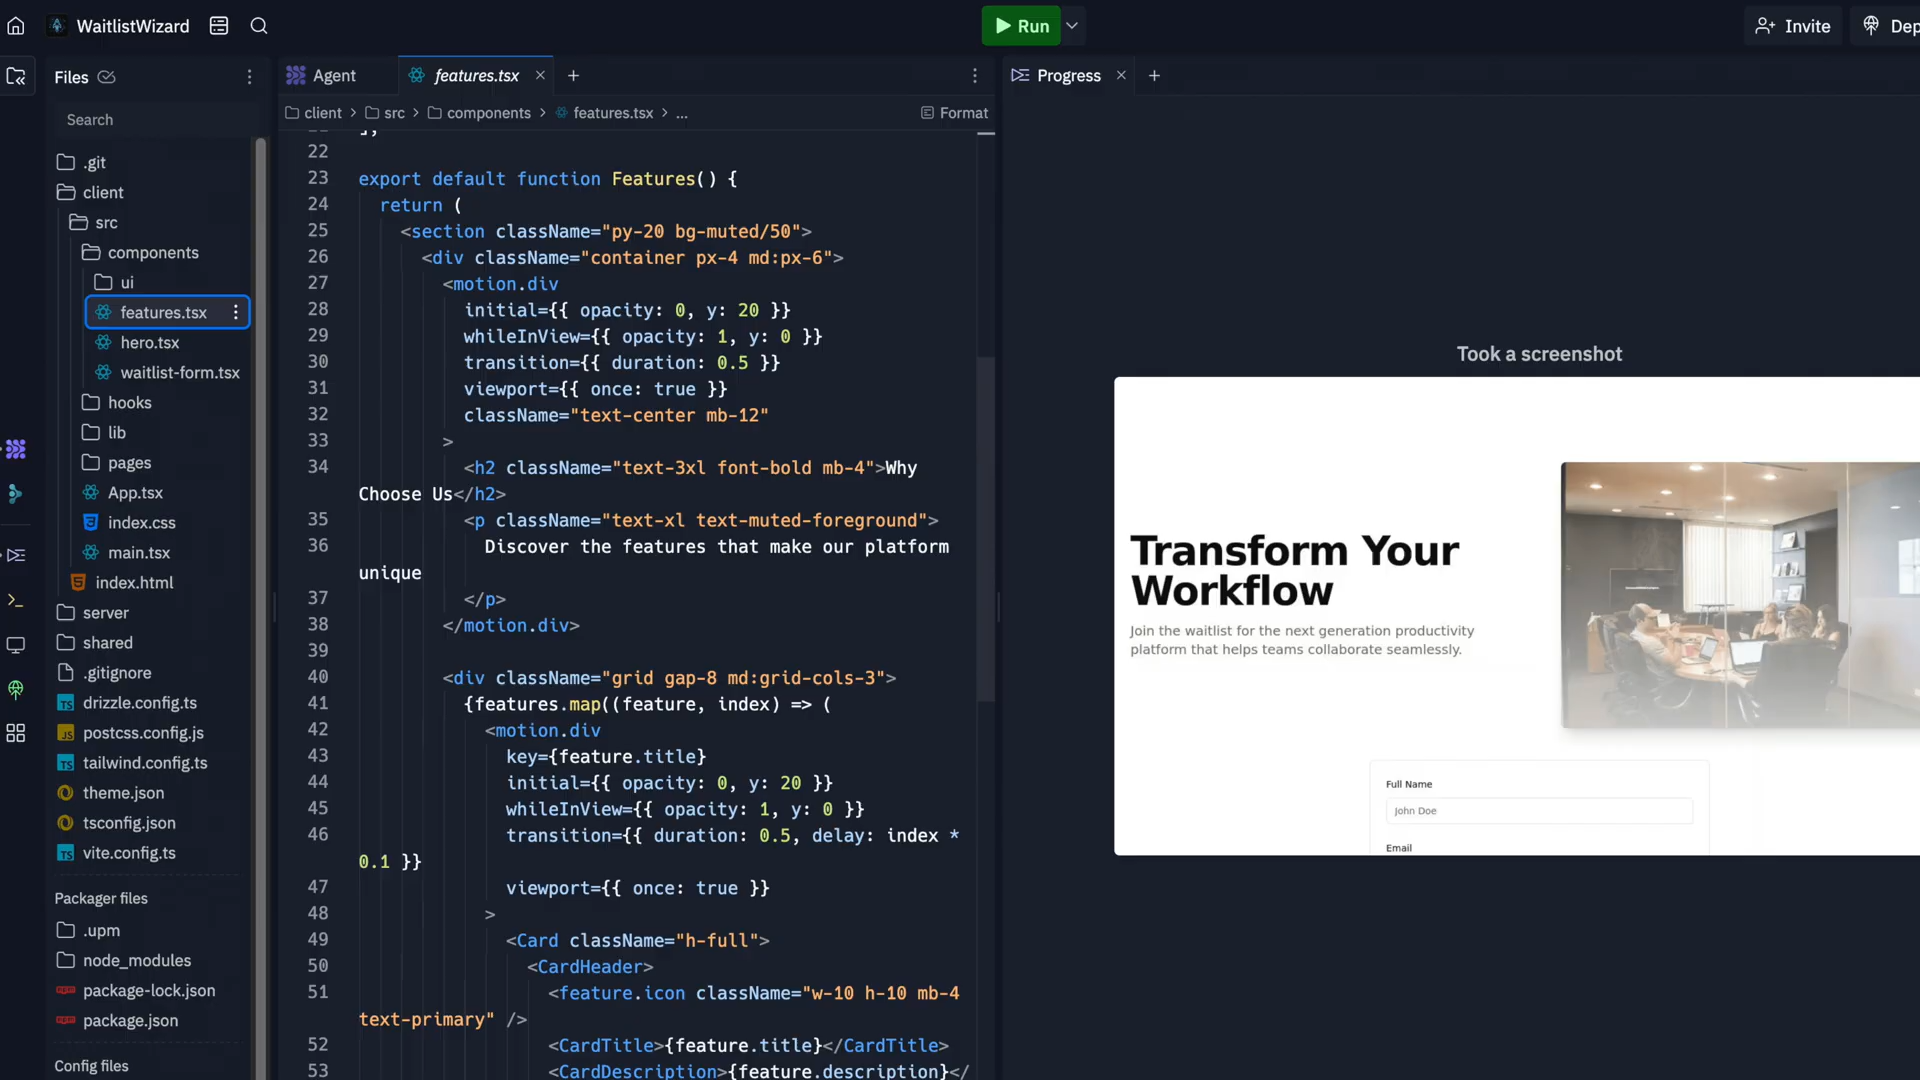 WaitlistWizard
Run
Invite
Dep
Files
Agent
features.tsx
Progress
client
src
components
features.tsx
...
Format
Search
.git
client
src
components
ui
features.tsx
hero.tsx
waitlist-form.tsx
hooks
lib
pages
App.tsx
index.css
main.tsx
index.html
server
shared
.gitignore
drizzle.config.ts
postcss.config.js
tailwind.config.ts
theme.json
tsconfig.json
vite.config.ts
Packager files
.upm
node_modules
package-lock.json
package.json
Config files
];
22
23 export default function Features() {
24 return (
25 <section className="py-20 bg-muted/50">
26 <div className="container px-4 md:px-6">
27 <motion.div
28 initial={{ opacity: 0, y: 20 }}
29 whileInView={{ opacity: 1, y: 0 }}
30 transition={{ duration: 0.5 }}
31 viewport={{ once: true }}
32 className="text-center mb-12"
33 >
34 <h2 className="text-3xl font-bold mb-4">Why
Choose Us</h2>
35 <p className="text-xl text-muted-foreground">
36 Discover the features that make our platform
unique
37 </p>
38 </motion.div>
39
40 <div className="grid gap-8 md:grid-cols-3">
41 {features.map((feature, index) => (
42 <motion.div
43 key={feature.title}
44 initial={{ opacity: 0, y: 20 }}
45 whileInView={{ opacity: 1, y: 0 }}
46 transition={{ duration: 0.5, delay: index *
0.1 }}
47 viewport={{ once: true }}
48 >
49 <Card className="h-full">
50 <CardHeader>
51 <feature.icon className="w-10 h-10 mb-4
text-primary" />
52 <CardTitle>{feature.title}</CardTitle>
53 <CardDescription>{feature.description}</
Took a screenshot
Transform Your
Workflow
Join the waitlist for the next generation productivity
platform that helps teams collaborate seamlessly.
Full Name
John Doe
Email